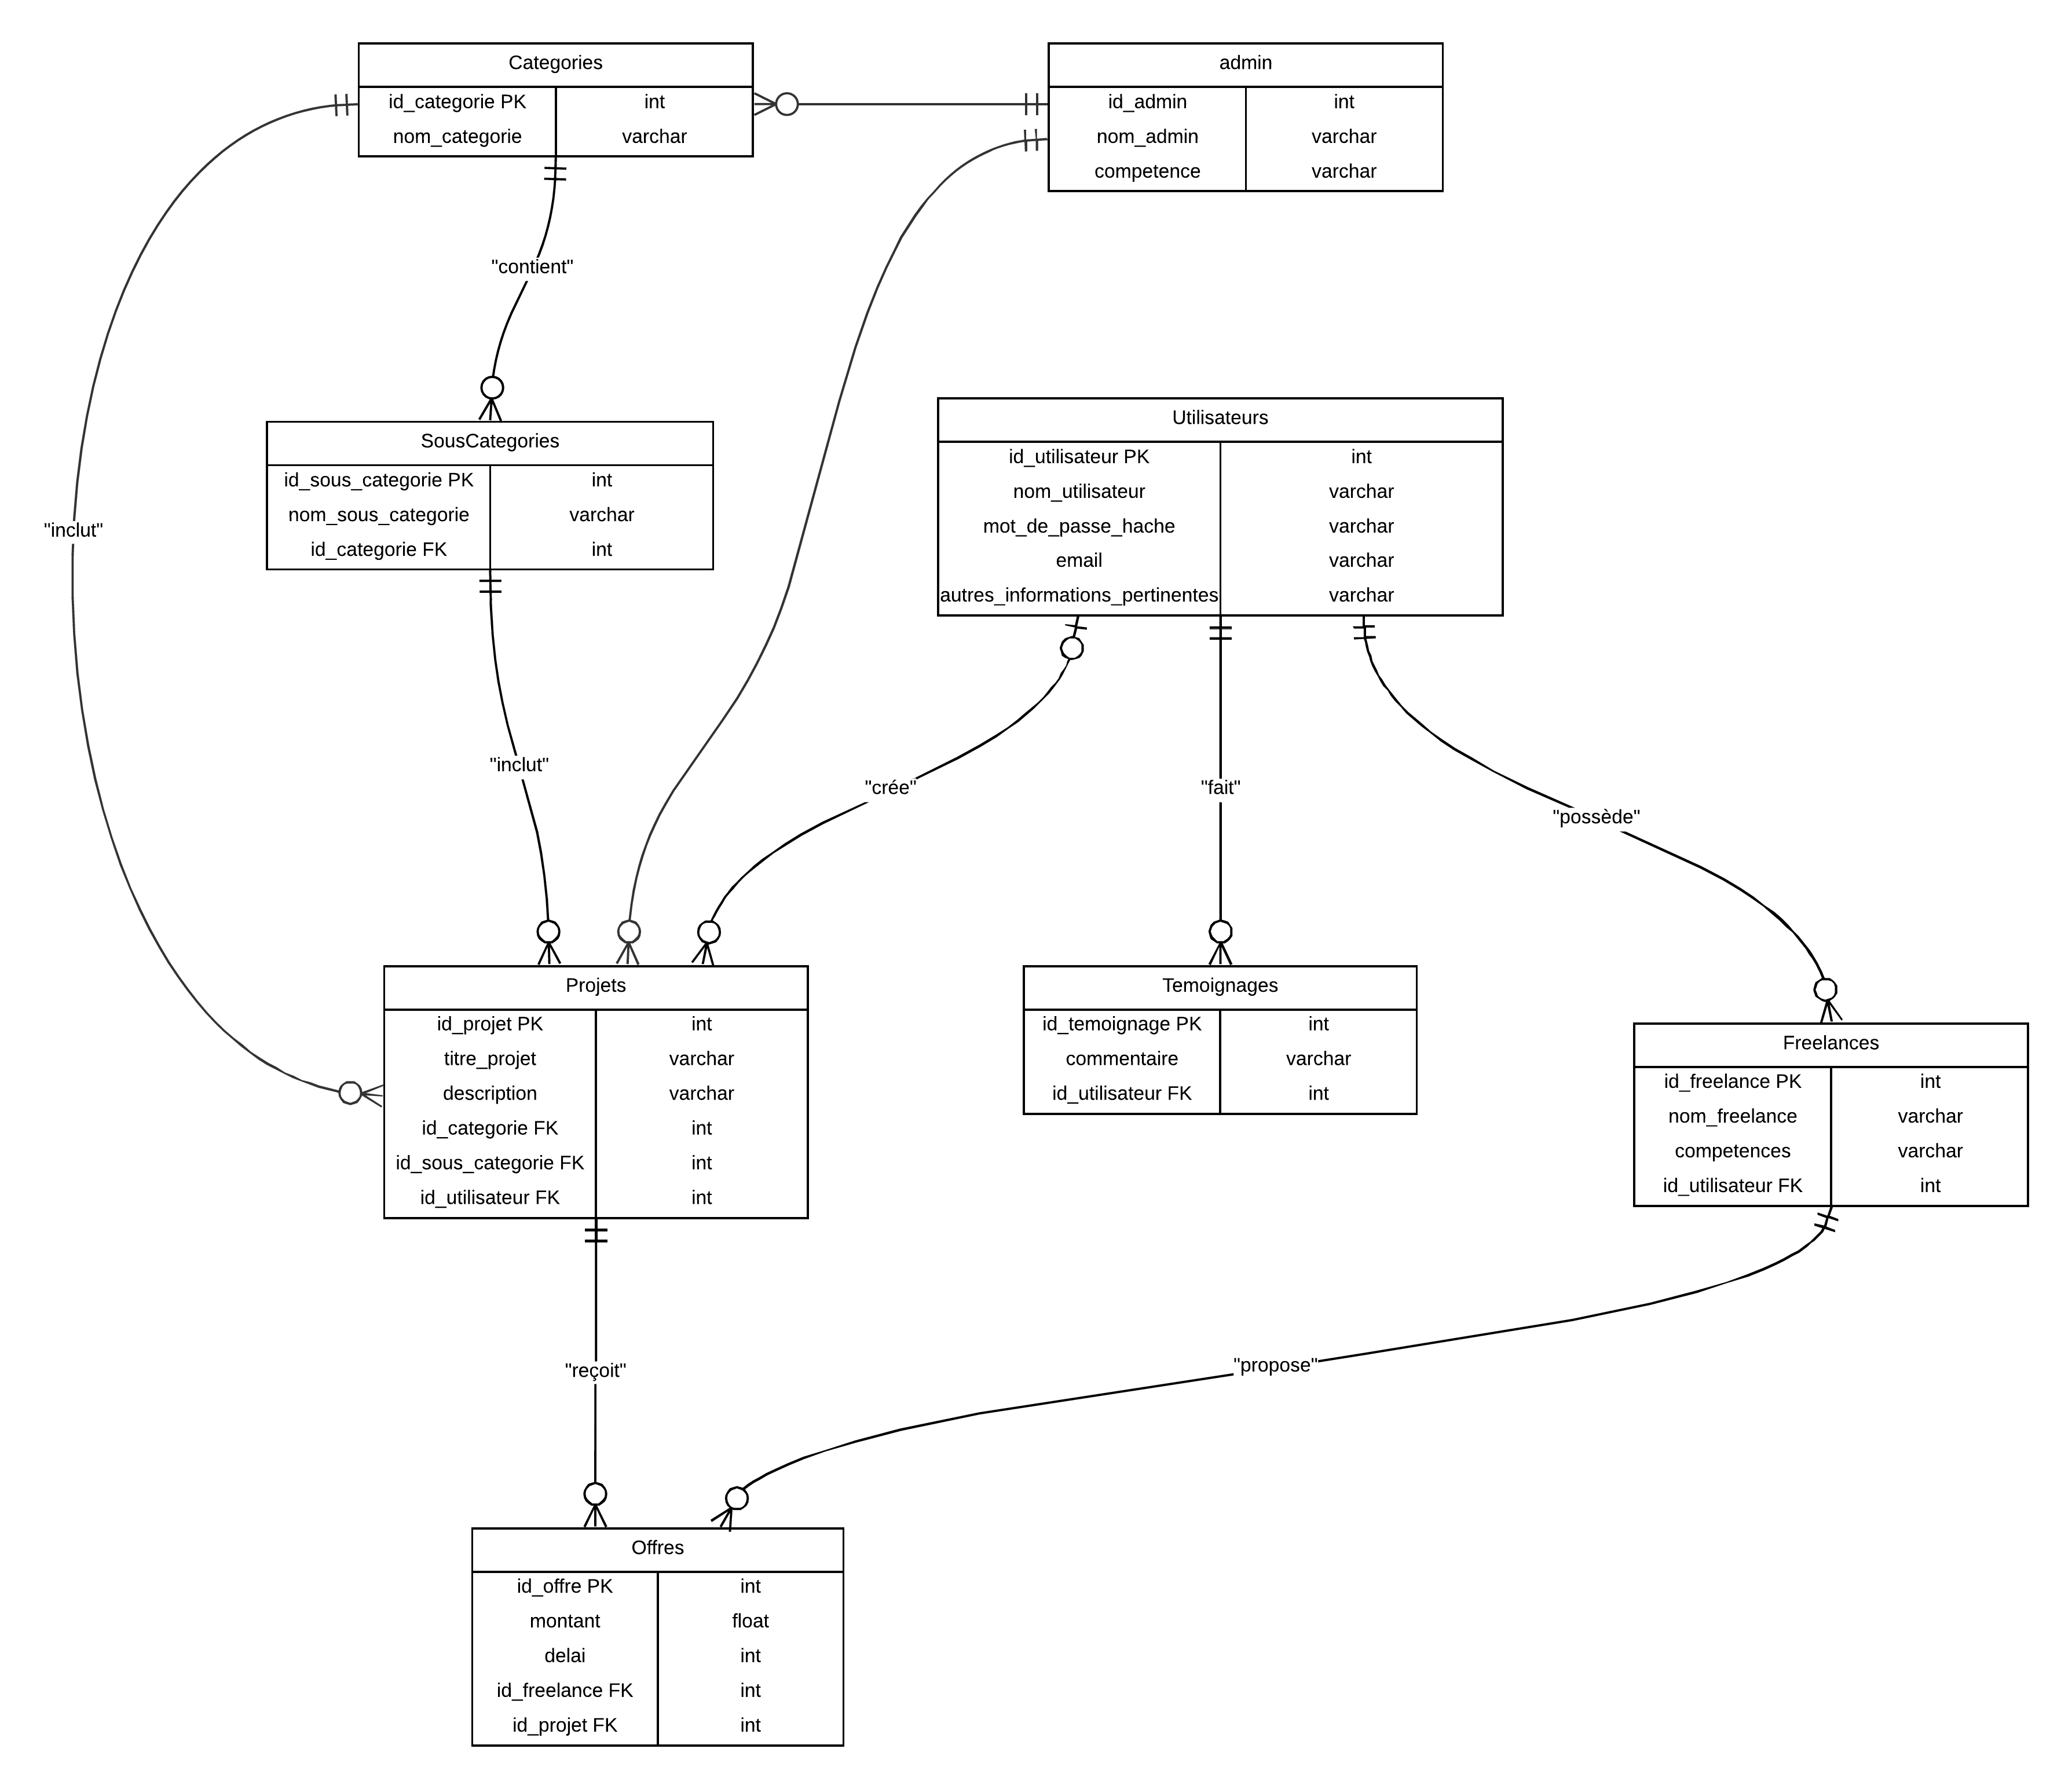 Categories
id_categorie PK int
nom_categorie varchar
admin
id_admin int
nom_admin varchar
competence varchar
"contient"
SousCategories
id_sous_categorie PK int
nom_sous_categorie varchar
id_categorie FK int
Utilisateurs
id_utilisateur PK int
nom_utilisateur varchar
mot_de_passe_hache varchar
email varchar
autres_informations_pertinentes varchar
"inclut"
"inclut"
"crée"
"fait"
"possède"
Projets
id_projet PK int
titre_projet varchar
description varchar
id_categorie FK int
id_sous_categorie FK int
id_utilisateur FK int
Temoignages
id_temoignage PK int
commentaire varchar
id_utilisateur FK int
Freelances
id_freelance PK int
nom_freelance varchar
competences varchar
id_utilisateur FK int
"reçoit"
"propose"
Offres
id_offre PK int
montant float
delai int
id_freelance FK int
id_projet FK int